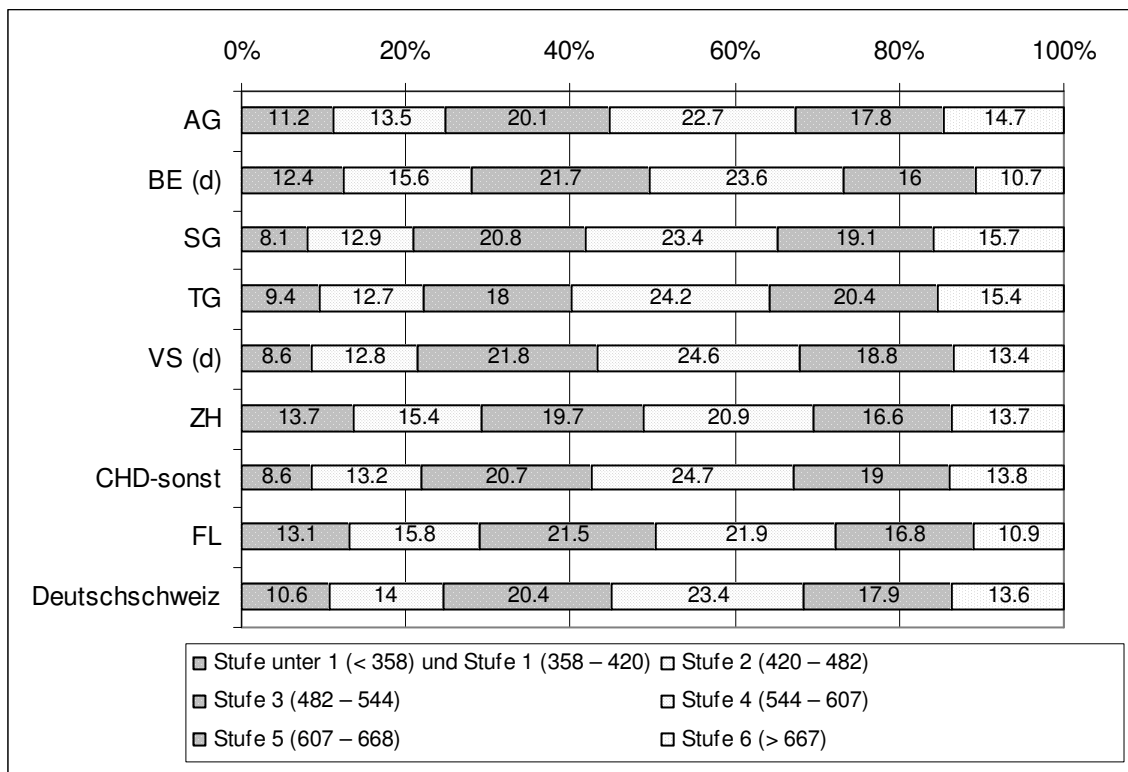 0% 20% 40% 60% 80% 100%
AG 11.2 13.5 20.1 22.7 17.8 14.7
BE (d) 12.4 15.6 21.7 23.6 16 10.7
SG 8.1 12.9 20.8 23.4 19.1 15.7
TG 9.4 12.7 18 24.2 20.4 15.4
VS (d) 8.6 12.8 21.8 24.6 18.8 13.4
ZH 13.7 15.4 19.7 20.9 16.6 13.7
CHD-sonst 8.6 13.2 20.7 24.7 19 13.8
FL 13.1 15.8 21.5 21.9 16.8 10.9
Deutschschweiz 10.6 14 20.4 23.4 17.9 13.6
Stufe unter 1 (< 358) und Stufe 1 (358 – 420) Stufe 2 (420 – 482)
Stufe 3 (482 – 544) Stufe 4 (544 – 607)
Stufe 5 (607 – 668) Stufe 6 (> 667)